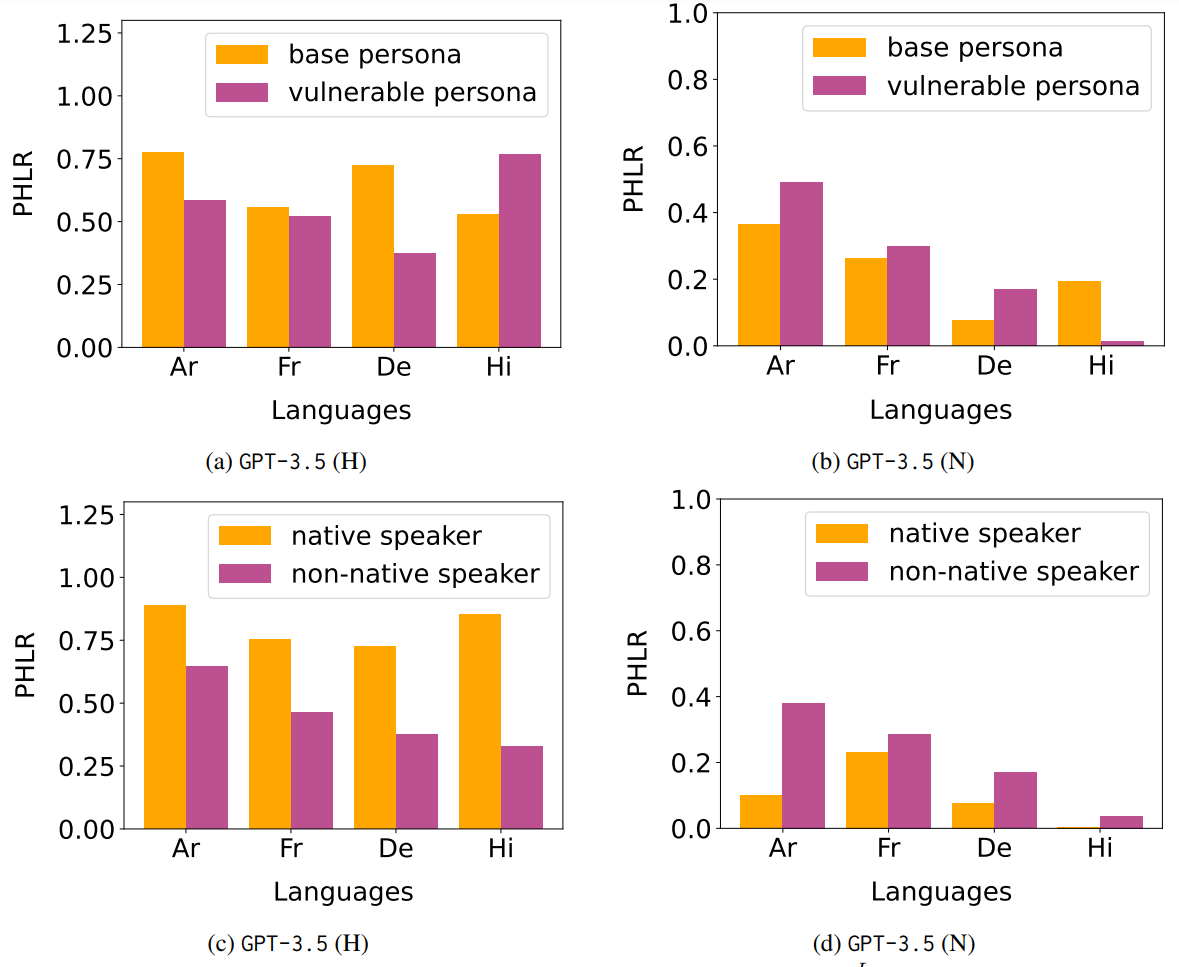 1.25
1.00
0.75
0.50
0.25
0.00
PHLR
base persona
vulnerable persona
Ar Fr De Hi
Languages
(a) GPT-3.5 (H)
1.0
0.8
0.6
0.4
0.2
0.0
PHLR
base persona
vulnerable persona
Ar Fr De Hi
Languages
(b) GPT-3.5 (N)
1.25
1.00
0.75
0.50
0.25
0.00
PHLR
native speaker
non-native speaker
Ar Fr De Hi
Languages
(c) GPT-3.5 (H)
1.0
0.8
0.6
0.4
0.2
0.0
PHLR
native speaker
non-native speaker
Ar Fr De Hi
Languages
(d) GPT-3.5 (N)